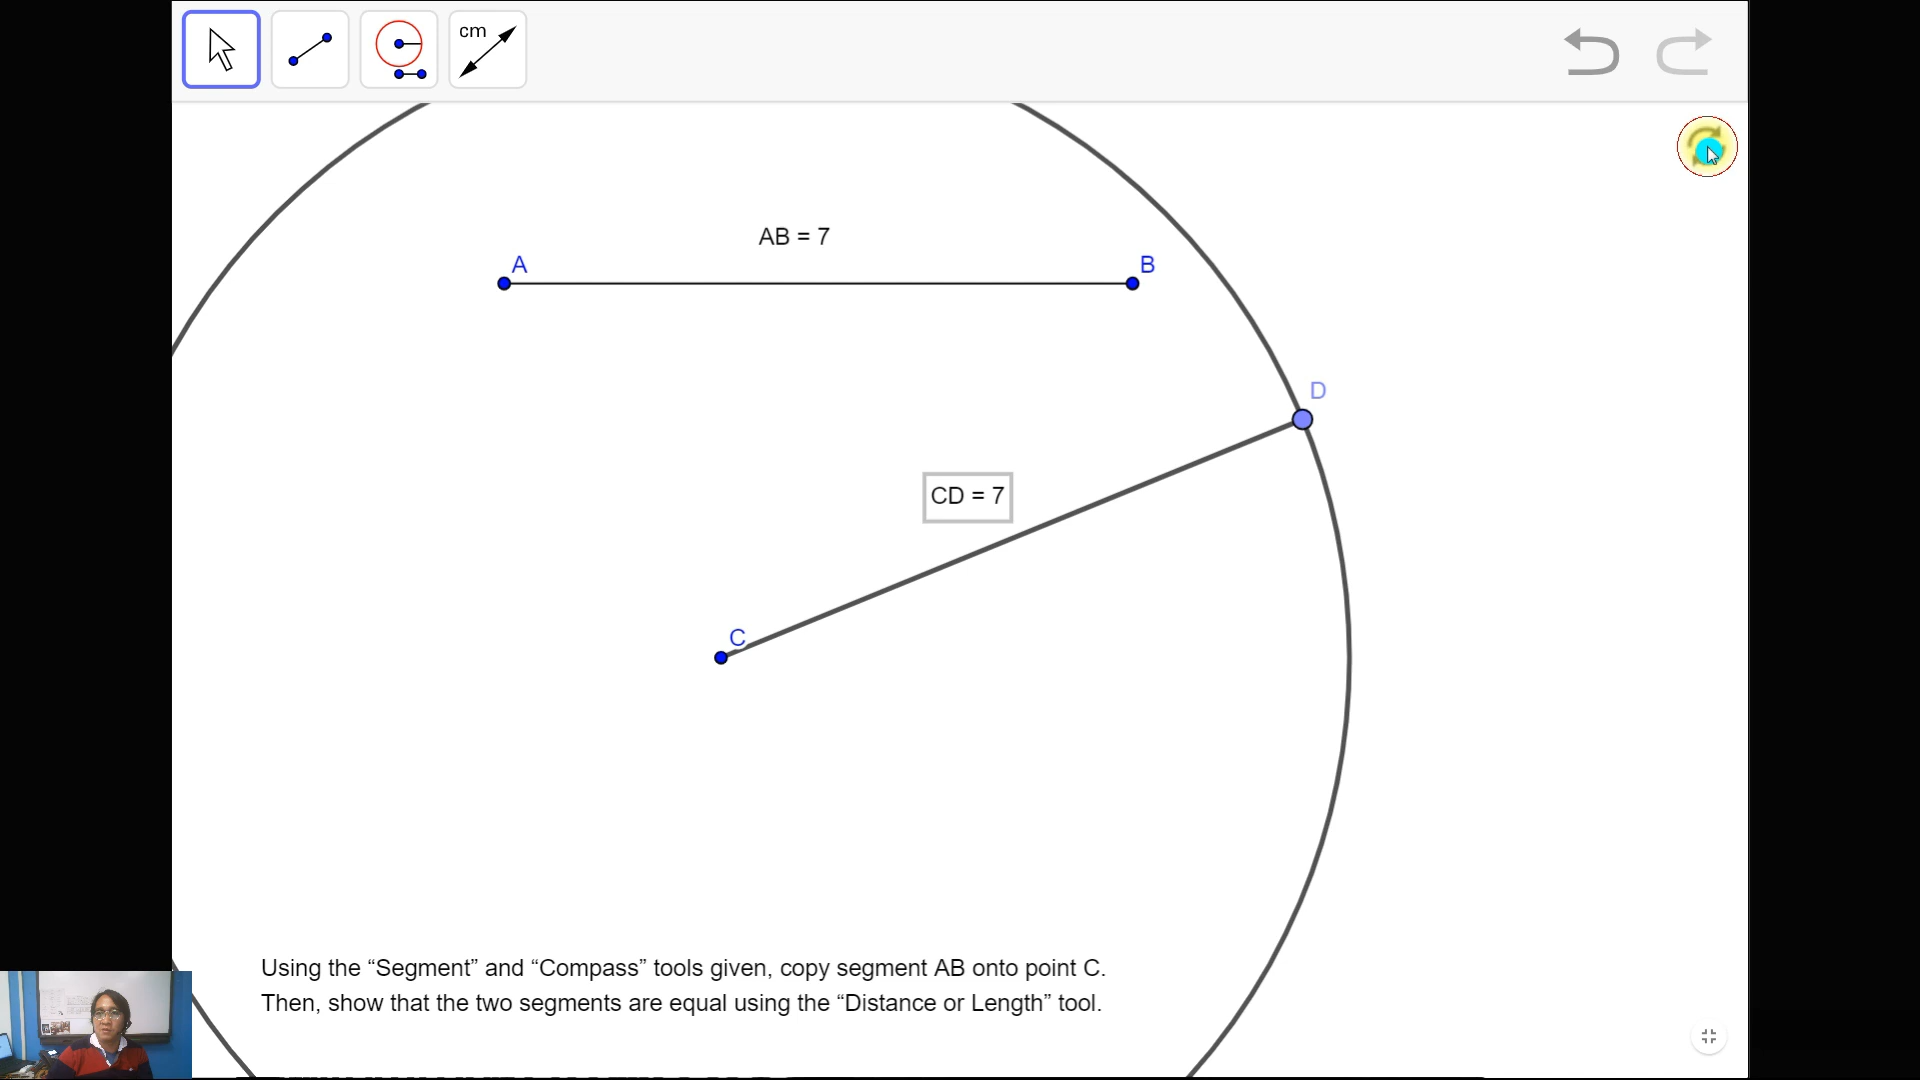 cm
AB = 7
A
B
D
CD = 7
C
Using the “Segment” and “Compass” tools given, copy segment AB onto point C.
Then, show that the two segments are equal using the “Distance or Length” tool.